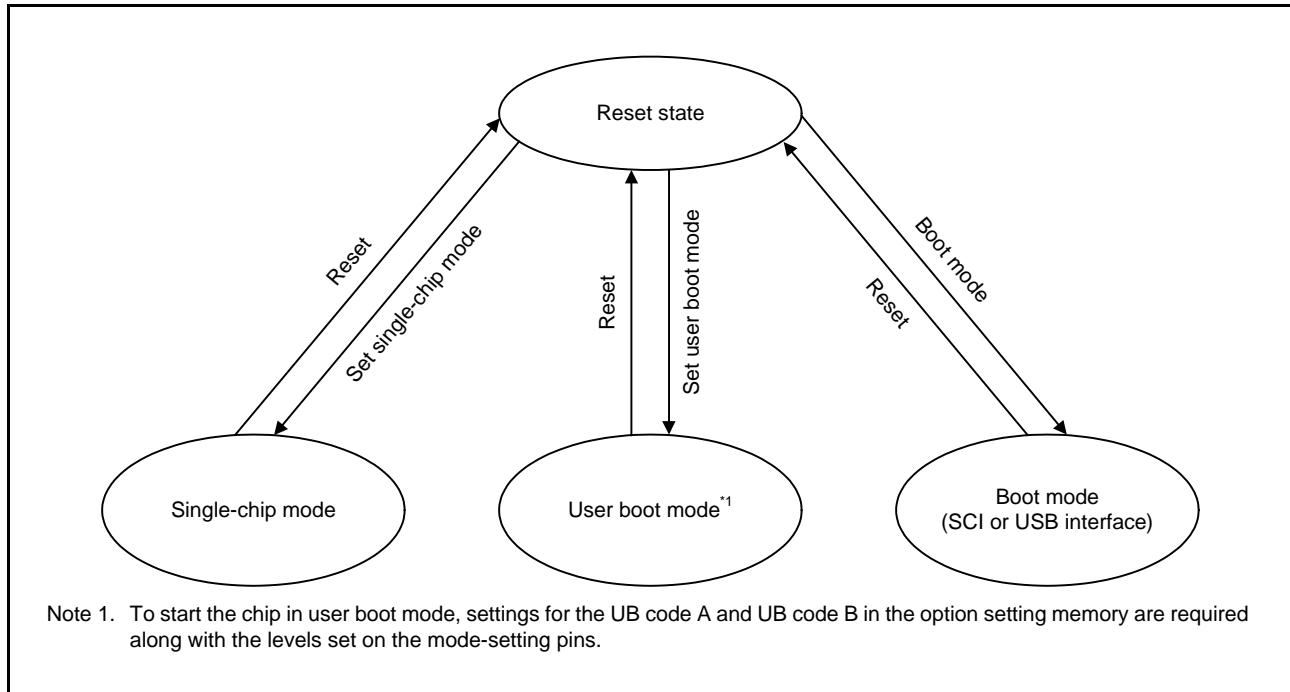 Reset state
Reset
Set single-chip mode
Reset
Set user boot mode
Boot mode
Reset
Single-chip mode
User boot mode*1
Boot mode
(SCI or USB interface)
Note 1. To start the chip in user boot mode, settings for the UB code A and UB code B in the option setting memory are required
along with the levels set on the mode-setting pins.